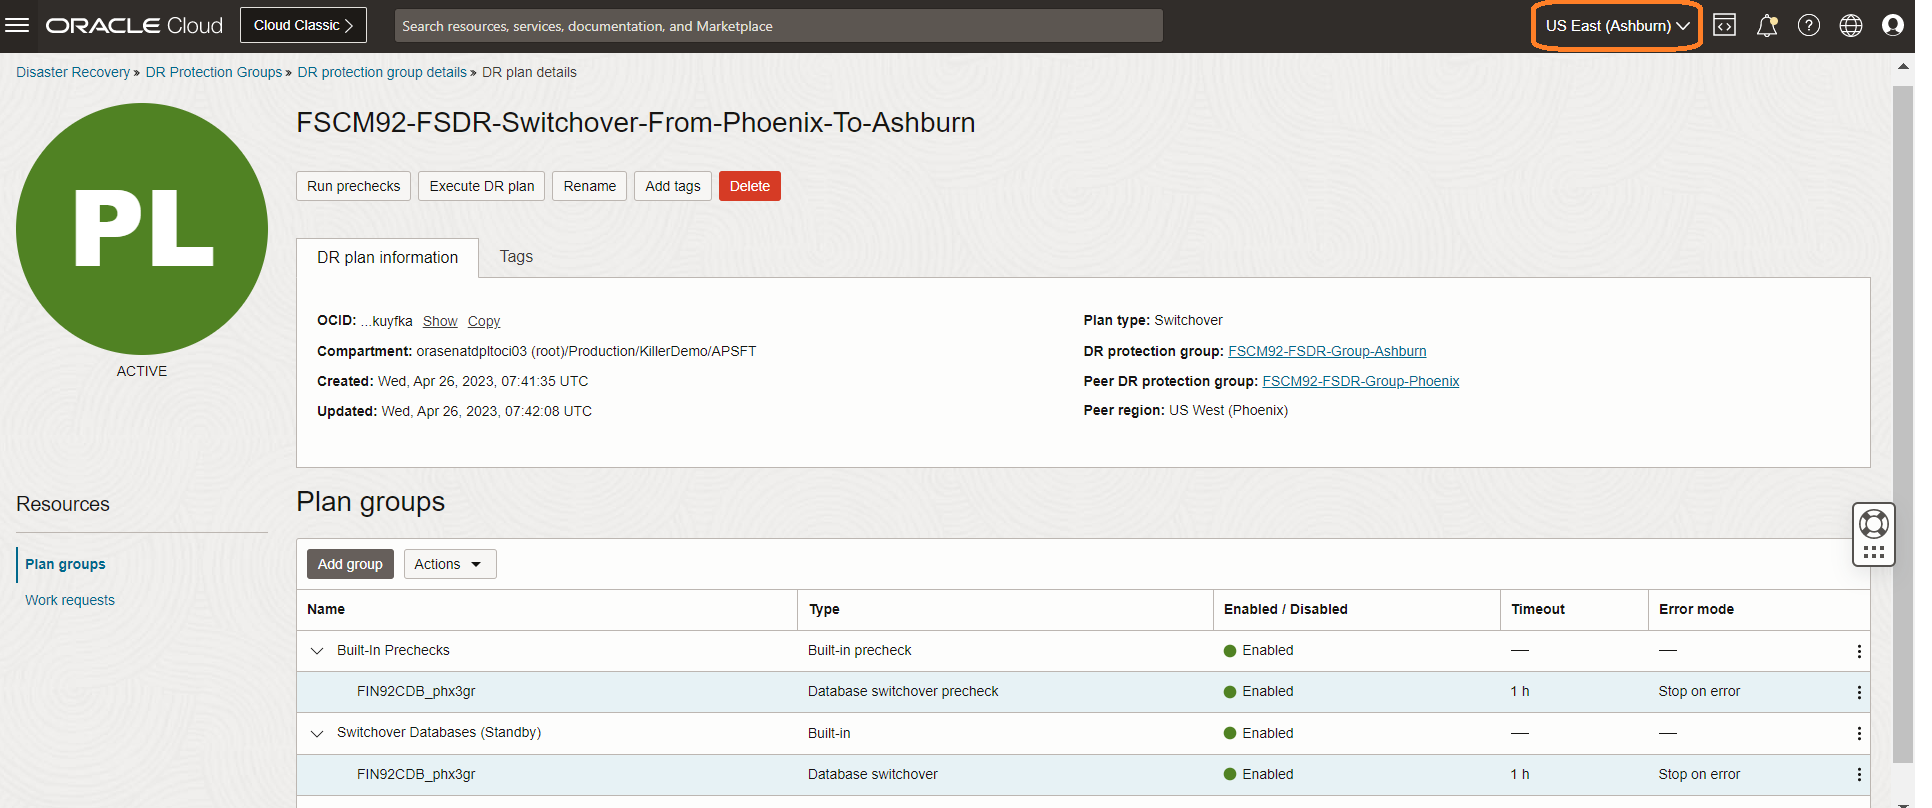 ORACLE Cloud Cloud Classic Search resources, services, documentation, and Marketplace US East (Ashburn)
Disaster Recovery » DR Protection Groups » DR protection group details » DR plan details
PL
ACTIVE
FSCM92-FSDR-Switchover-From-Phoenix-To-Ashburn
Run prechecks Execute DR plan Rename Add tags Delete
DR plan information Tags
OCID: ...kuyfka Show Copy
Compartment: orasenatdpltoci03 (root)/Production/KillerDemo/APSFT
Created: Wed, Apr 26, 2023, 07:41:35 UTC
Updated: Wed, Apr 26, 2023, 07:42:08 UTC
Plan type: Switchover
DR protection group: FSCM92-FSDR-Group-Ashburn
Peer DR protection group: FSCM92-FSDR-Group-Phoenix
Peer region: US West (Phoenix)
Resources
Plan groups
Work requests
Plan groups
Add group Actions
Name Type Enabled / Disabled Timeout Error mode
Built-In Prechecks Built-in precheck Enabled — —
FIN92CDB_phx3gr Database switchover precheck Enabled 1 h Stop on error
Switchover Databases (Standby) Built-in Enabled — —
FIN92CDB_phx3gr Database switchover Enabled 1 h Stop on error